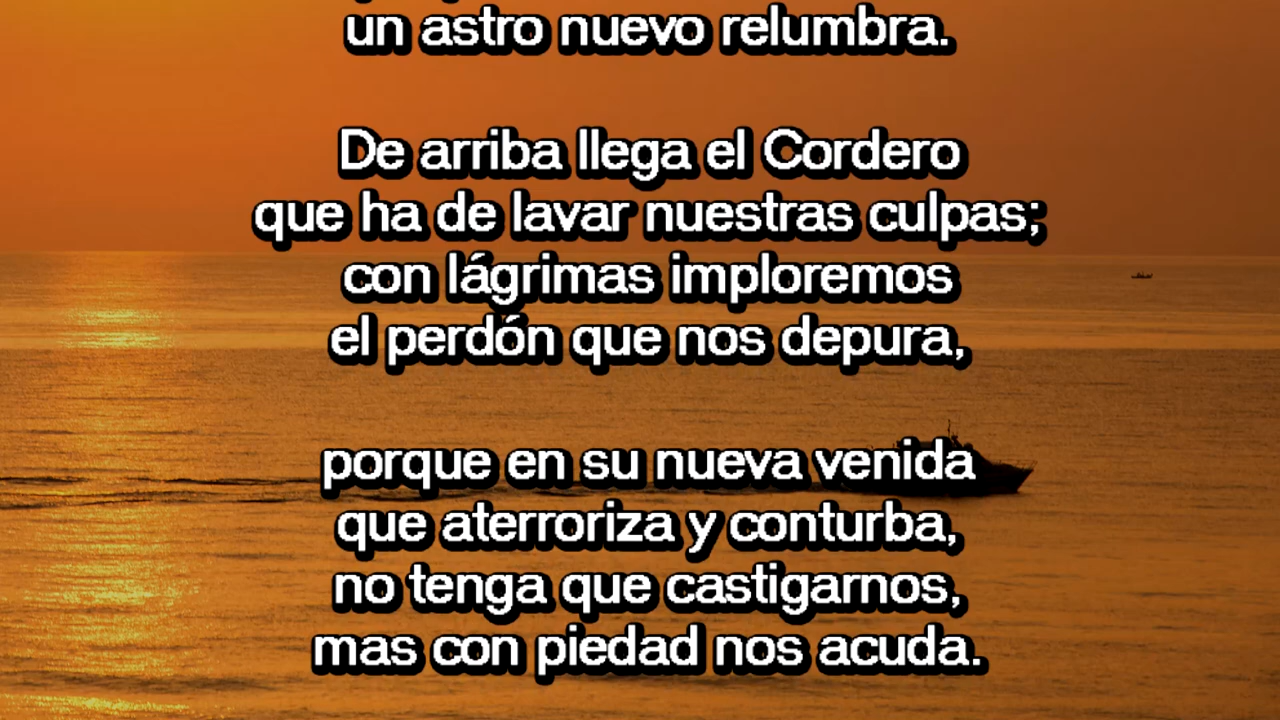 un astro nuevo relumbra.
De arriba llega el Cordero
que ha de lavar nuestras culpas;
con lágrimas imploremos
el perdón que nos depura,
porque en su nueva venida
que aterroriza y conturba,
no tenga que castigarnos,
mas con piedad nos acuda.